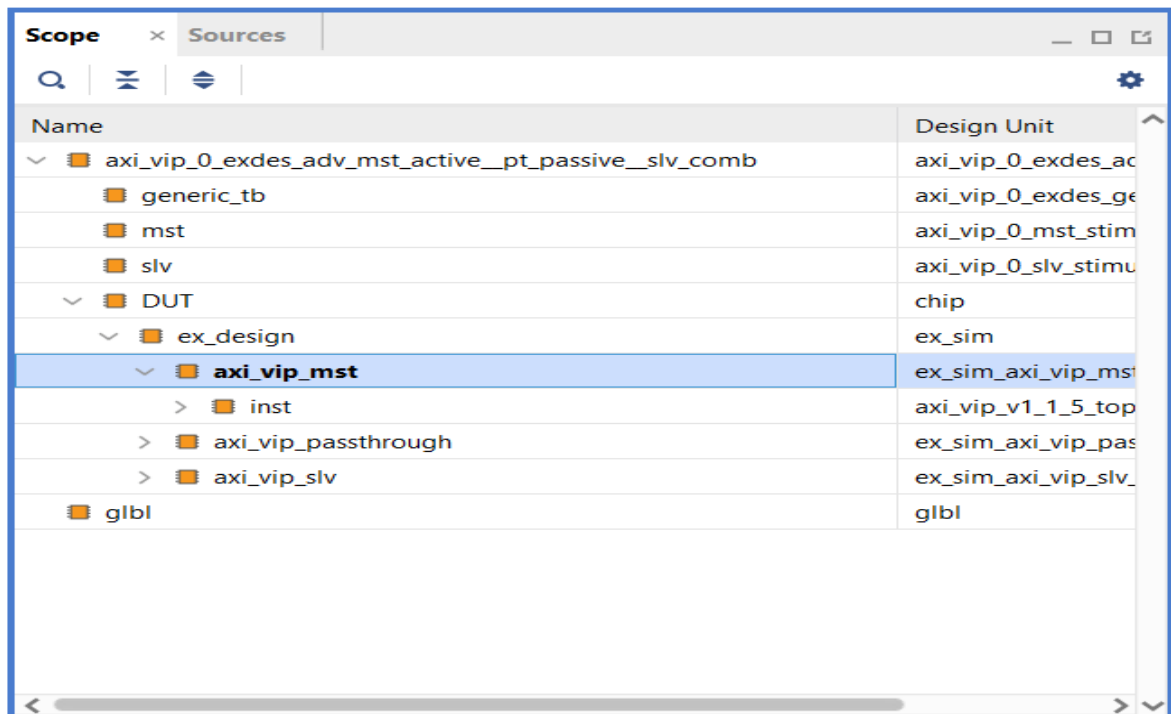 Scope × Sources
Name Design Unit
axi_vip_0_exdes_adv_mst_active__pt_passive__slv_comb axi_vip_0_exdes_ad
generic_tb axi_vip_0_exdes_ge
mst axi_vip_0_mst_stim
slv axi_vip_0_slv_stimu
DUT chip
ex_design ex_sim
axi_vip_mst ex_sim_axi_vip_mst
inst axi_vip_v1_1_5_top
axi_vip_passthrough ex_sim_axi_vip_pas
axi_vip_slv ex_sim_axi_vip_slv_
glbl glbl